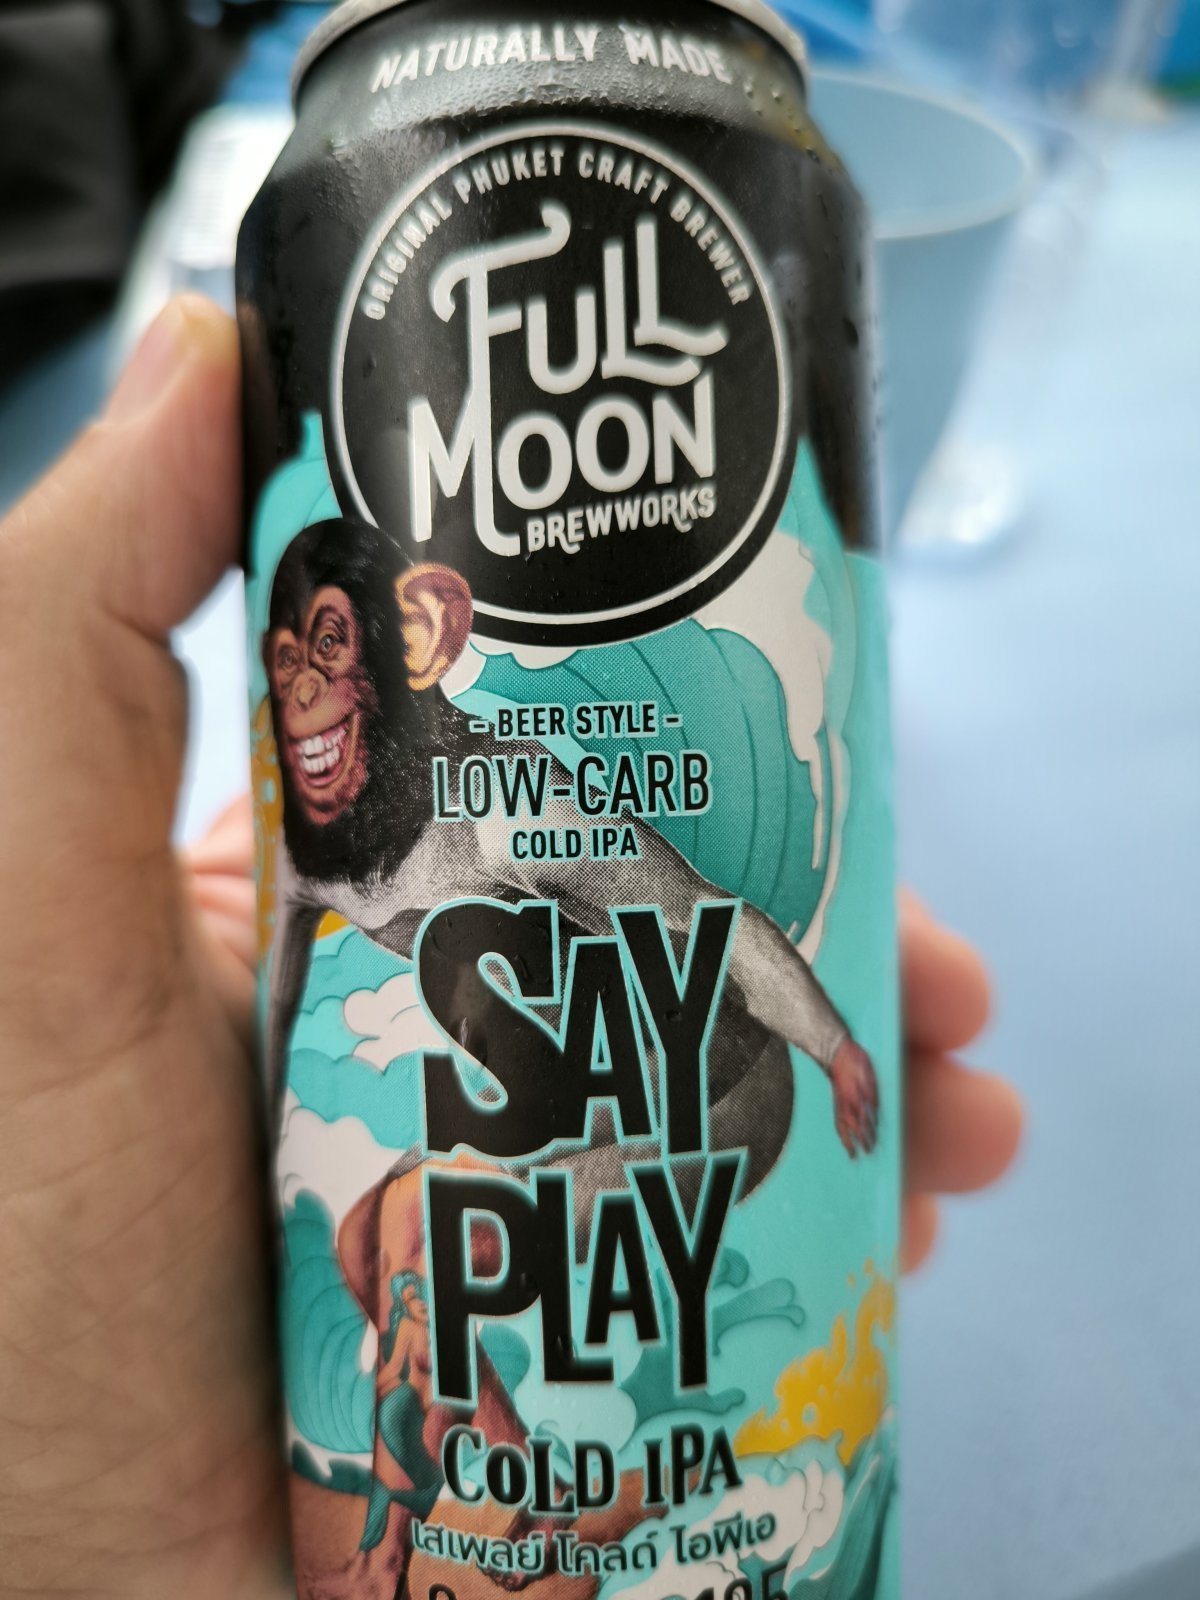 NATURALLY MADE
ORIGINAL PHUKET CRAFT BREWER
FULL
MOON
BREWWORKS
- BEER STYLE -
LOW-CARB
COLD IPA
SAY
PLAY
COLD IPA
เสเพลย์ โคลด์ ไอพีเอ